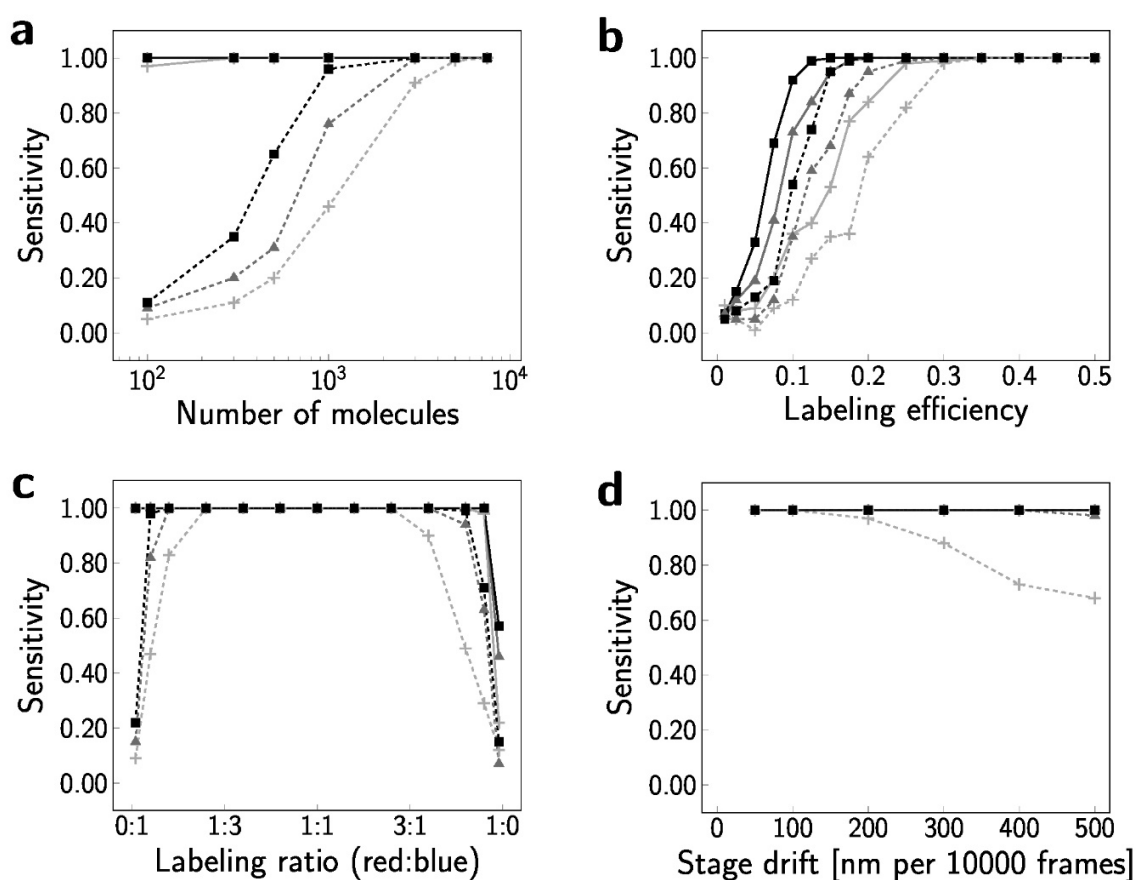 a
1.00
0.80
0.60
0.40
0.20
0.00
Sensitivity
10² 10³ 10⁴
Number of molecules
b
1.00
0.80
0.60
0.40
0.20
0.00
Sensitivity
0 0.1 0.2 0.3 0.4 0.5
Labeling efficiency
c
1.00
0.80
0.60
0.40
0.20
0.00
Sensitivity
0:1 1:3 1:1 3:1 1:0
Labeling ratio (red:blue)
d
1.00
0.80
0.60
0.40
0.20
0.00
Sensitivity
0 100 200 300 400 500
Stage drift [nm per 10000 frames]